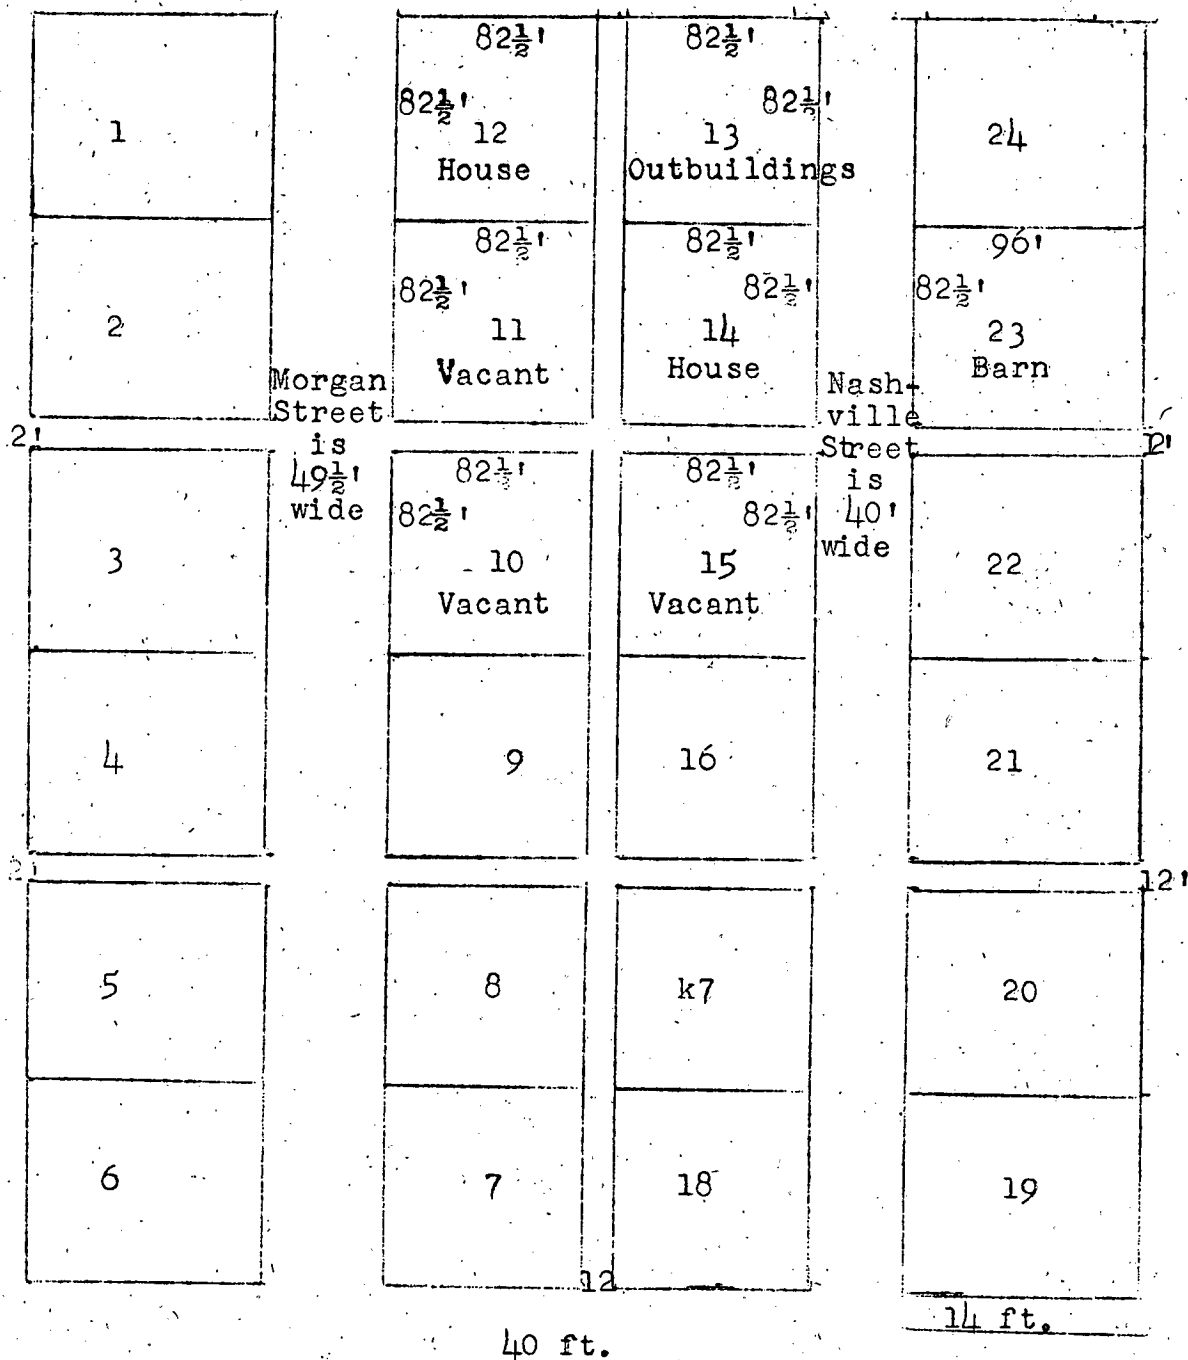 82½' 82½'
82½' 82½'
1 12 13 24
House Outbuildings
82½' 82½' 96'
82½' 82½' 82½'
2 11 14 23
Vacant House Barn
Morgan
Street
is
49½'
wide
Nash-
ville
Street
is
40'
wide
2' 2'
82½' 82½'
82½' 82½'
3 10 15 22
Vacant Vacant
4 9 16 21
2' 12'
5 8 k7 20
6 7 18 19
12
14 ft.
40 ft.